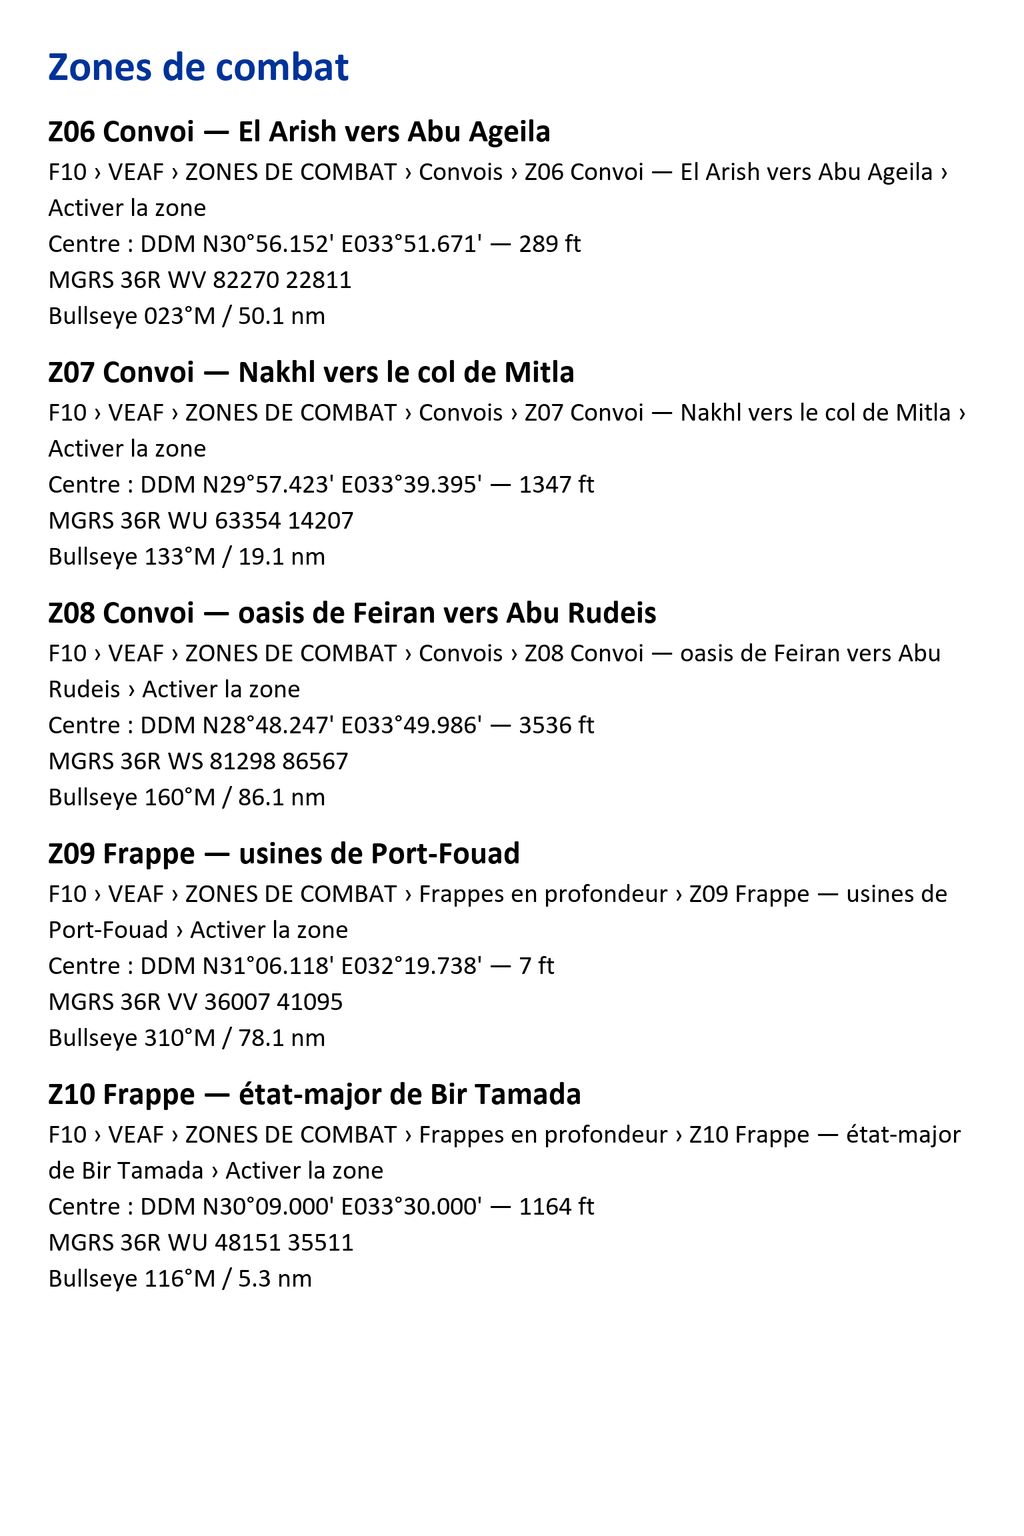 Zones de combat
Z06 Convoi — El Arish vers Abu Ageila
F10 › VEAF › ZONES DE COMBAT › Convois › Z06 Convoi — El Arish vers Abu Ageila ›
Activer la zone
Centre : DDM N30°56.152' E033°51.671' — 289 ft
MGRS 36R WV 82270 22811
Bullseye 023°M / 50.1 nm
Z07 Convoi — Nakhl vers le col de Mitla
F10 › VEAF › ZONES DE COMBAT › Convois › Z07 Convoi — Nakhl vers le col de Mitla ›
Activer la zone
Centre : DDM N29°57.423' E033°39.395' — 1347 ft
MGRS 36R WU 63354 14207
Bullseye 133°M / 19.1 nm
Z08 Convoi — oasis de Feiran vers Abu Rudeis
F10 › VEAF › ZONES DE COMBAT › Convois › Z08 Convoi — oasis de Feiran vers Abu
Rudeis › Activer la zone
Centre : DDM N28°48.247' E033°49.986' — 3536 ft
MGRS 36R WS 81298 86567
Bullseye 160°M / 86.1 nm
Z09 Frappe — usines de Port-Fouad
F10 › VEAF › ZONES DE COMBAT › Frappes en profondeur › Z09 Frappe — usines de
Port-Fouad › Activer la zone
Centre : DDM N31°06.118' E032°19.738' — 7 ft
MGRS 36R VV 36007 41095
Bullseye 310°M / 78.1 nm
Z10 Frappe — état-major de Bir Tamada
F10 › VEAF › ZONES DE COMBAT › Frappes en profondeur › Z10 Frappe — état-major
de Bir Tamada › Activer la zone
Centre : DDM N30°09.000' E033°30.000' — 1164 ft
MGRS 36R WU 48151 35511
Bullseye 116°M / 5.3 nm